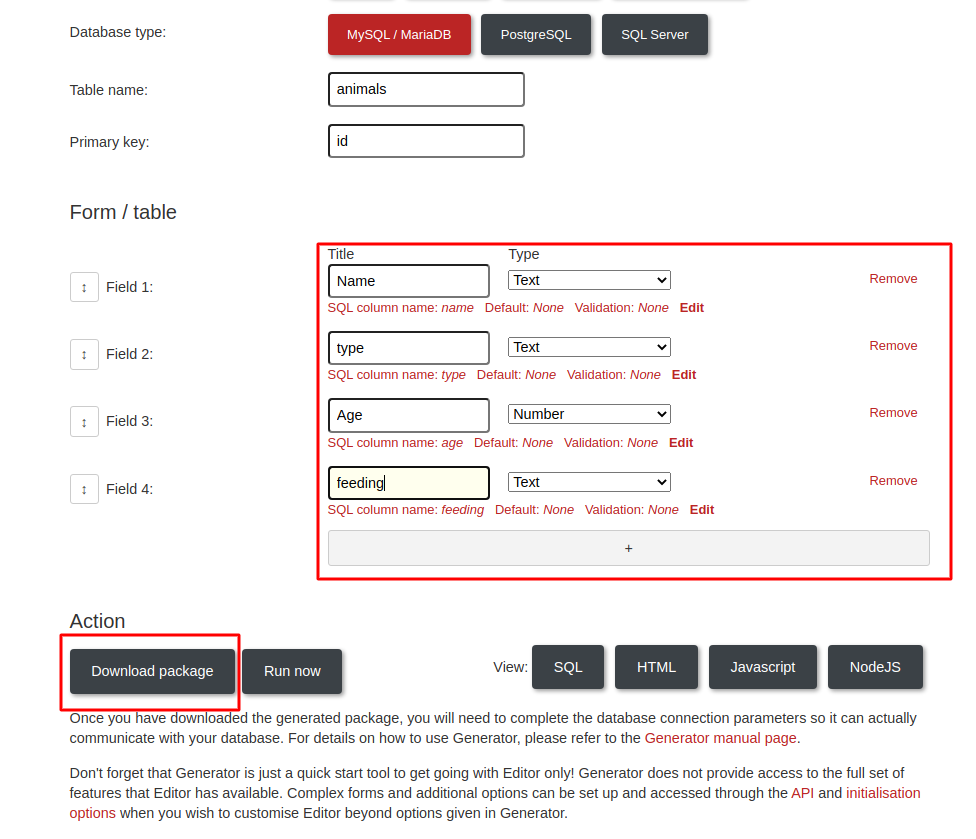 Database type: MySQL / MariaDB PostgreSQL SQL Server
Table name: animals
Primary key: id
Form / table
Title Type
↕ Field 1: Name Text Remove
SQL column name: name Default: None Validation: None Edit
↕ Field 2: type Text Remove
SQL column name: type Default: None Validation: None Edit
↕ Field 3: Age Number Remove
SQL column name: age Default: None Validation: None Edit
↕ Field 4: feeding Text Remove
SQL column name: feeding Default: None Validation: None Edit
+
Action
Download package Run now View: SQL HTML Javascript NodeJS
Once you have downloaded the generated package, you will need to complete the database connection parameters so it can actually
communicate with your database. For details on how to use Generator, please refer to the Generator manual page.
Don't forget that Generator is just a quick start tool to get going with Editor only! Generator does not provide access to the full set of
features that Editor has available. Complex forms and additional options can be set up and accessed through the API and initialisation
options when you wish to customise Editor beyond options given in Generator.